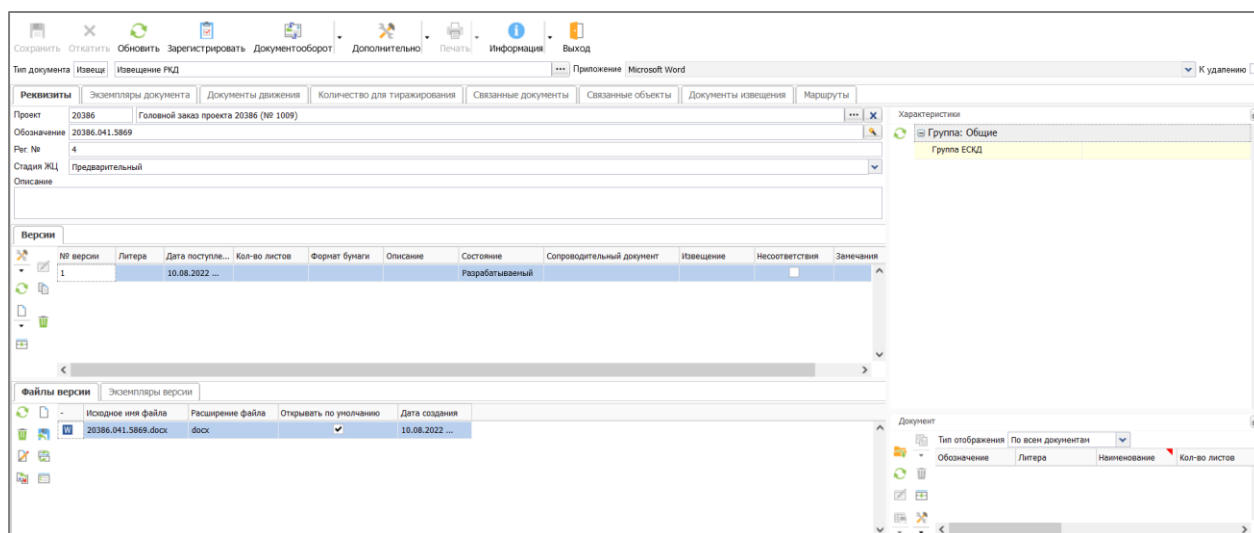 Сохранить Откатить Обновить Зарегистрировать Документооборот Дополнительно Печать Информация Выход
Тип документа Извеще Извещение РКД ... Приложение Microsoft Word К удалению
Реквизиты Экземпляры документа Документы движения Количество для тиражирования Связанные документы Связанные объекты Документы извещения Маршруты
Проект 20386 Головной заказ проекта 20386 (№ 1009) ... X
Обозначение 20386.041.5869
Рег. № 4
Стадия ЖЦ Предварительный
Описание
Характеристики
Группа: Общие
Группа ЕСКД
Версии
№ версии Литера Дата поступле... Кол-во листов Формат бумаги Описание Состояние Сопроводительный документ Извещение Несоответствия Замечания
1 10.08.2022 ... Разрабатываемый
Файлы версии Экземпляры версии
- Исходное имя файла Расширение файла Открывать по умолчанию Дата создания
W 20386.041.5869.docx docx 10.08.2022 ...
Документ
Тип отображения По всем документам
Обозначение Литера Наименование Кол-во листов